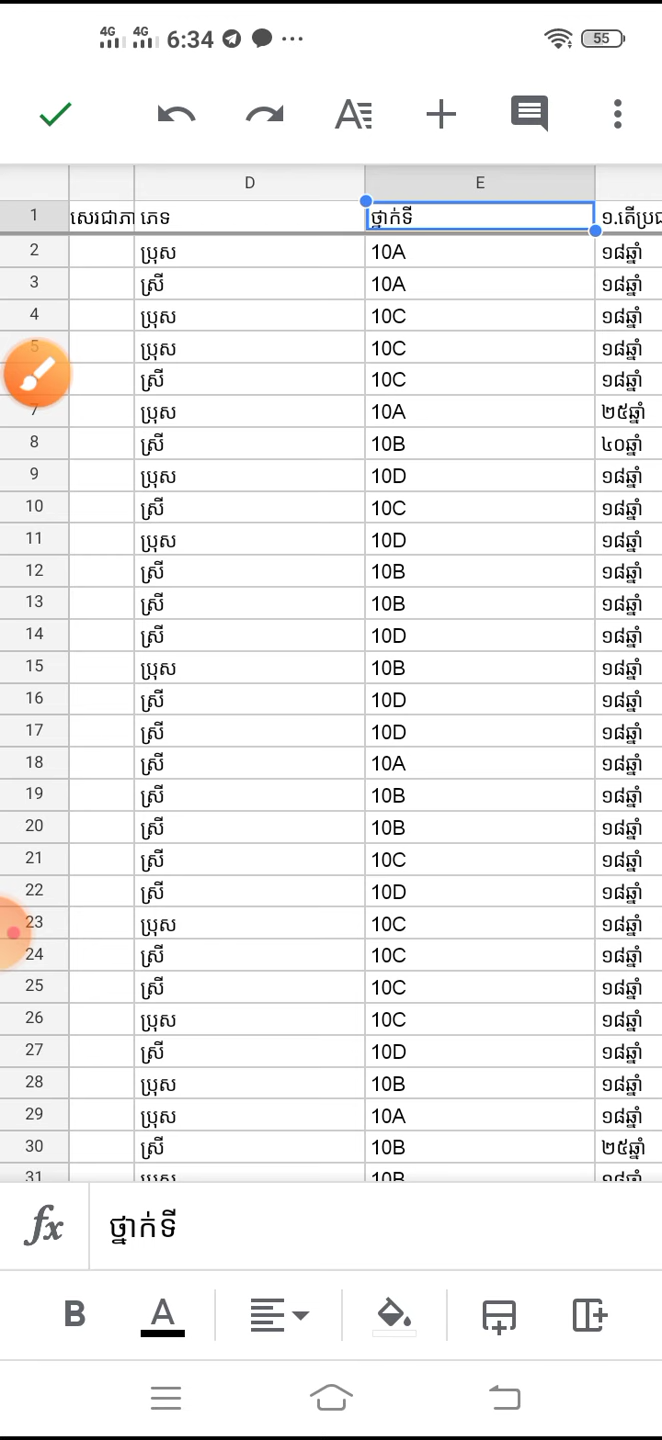 4G 4G 6:34 ... 55
D E
1 សេរជាភា ភេទ ថ្នាក់ទី ១.តើប្រជ
2 ប្រុស 10A ១៨ឆ្នាំ
3 ស្រី 10A ១៨ឆ្នាំ
4 ប្រុស 10C ១៨ឆ្នាំ
5 ប្រុស 10C ១៨ឆ្នាំ
ស្រី 10C ១៨ឆ្នាំ
7 ប្រុស 10A ២៥ឆ្នាំ
8 ស្រី 10B ៤០ឆ្នាំ
9 ប្រុស 10D ១៨ឆ្នាំ
10 ស្រី 10C ១៨ឆ្នាំ
11 ប្រុស 10D ១៨ឆ្នាំ
12 ស្រី 10B ១៨ឆ្នាំ
13 ស្រី 10B ១៨ឆ្នាំ
14 ស្រី 10D ១៨ឆ្នាំ
15 ប្រុស 10B ១៨ឆ្នាំ
16 ស្រី 10D ១៨ឆ្នាំ
17 ស្រី 10D ១៨ឆ្នាំ
18 ស្រី 10A ១៨ឆ្នាំ
19 ស្រី 10B ១៨ឆ្នាំ
20 ស្រី 10B ១៨ឆ្នាំ
21 ស្រី 10C ១៨ឆ្នាំ
22 ស្រី 10D ១៨ឆ្នាំ
23 ប្រុស 10C ១៨ឆ្នាំ
24 ស្រី 10C ១៨ឆ្នាំ
25 ស្រី 10C ១៨ឆ្នាំ
26 ប្រុស 10C ១៨ឆ្នាំ
27 ស្រី 10D ១៨ឆ្នាំ
28 ប្រុស 10B ១៨ឆ្នាំ
29 ប្រុស 10A ១៨ឆ្នាំ
30 ស្រី 10B ២៥ឆ្នាំ
31 ប្រុស 10B ១៨ឆ្នាំ
fx ថ្នាក់ទី
B A